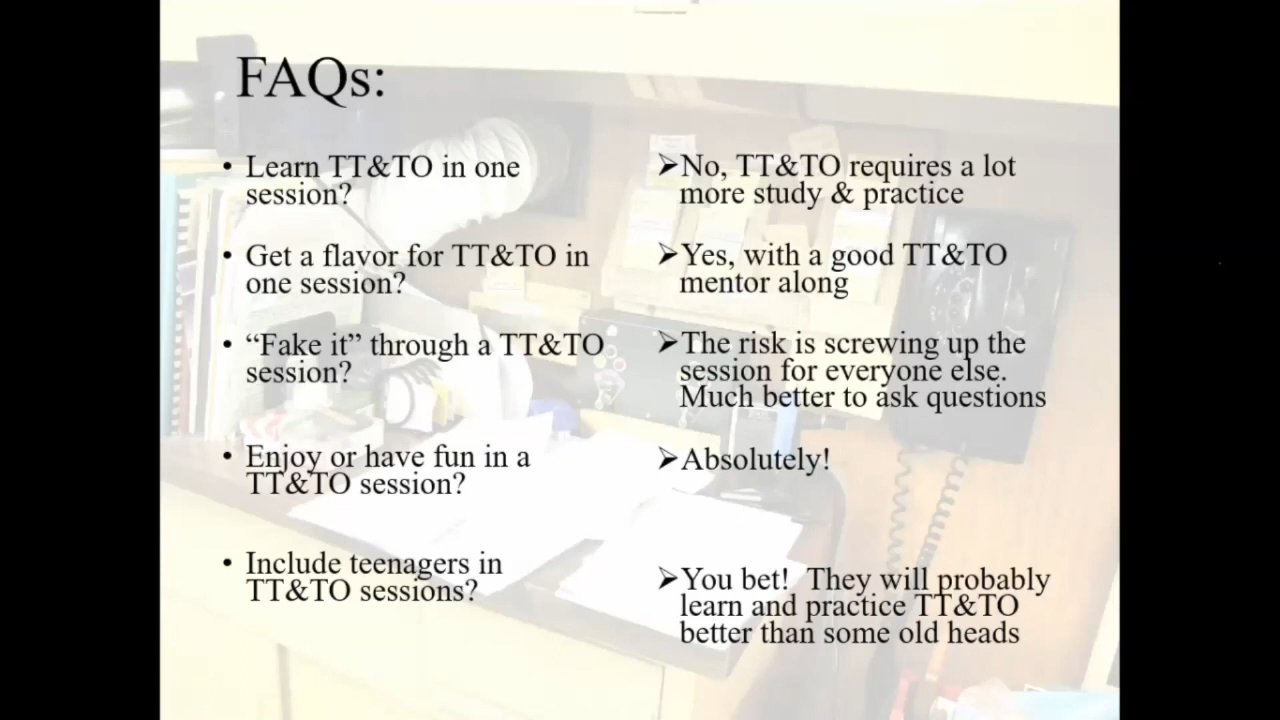 FAQs:
• Learn TT&TO in one
session?
➢No, TT&TO requires a lot
more study & practice
• Get a flavor for TT&TO in
one session?
➢Yes, with a good TT&TO
mentor along
• “Fake it” through a TT&TO
session?
➢The risk is screwing up the
session for everyone else.
Much better to ask questions
• Enjoy or have fun in a
TT&TO session?
➢Absolutely!
• Include teenagers in
TT&TO sessions?
➢You bet!  They will probably
learn and practice TT&TO
better than some old heads